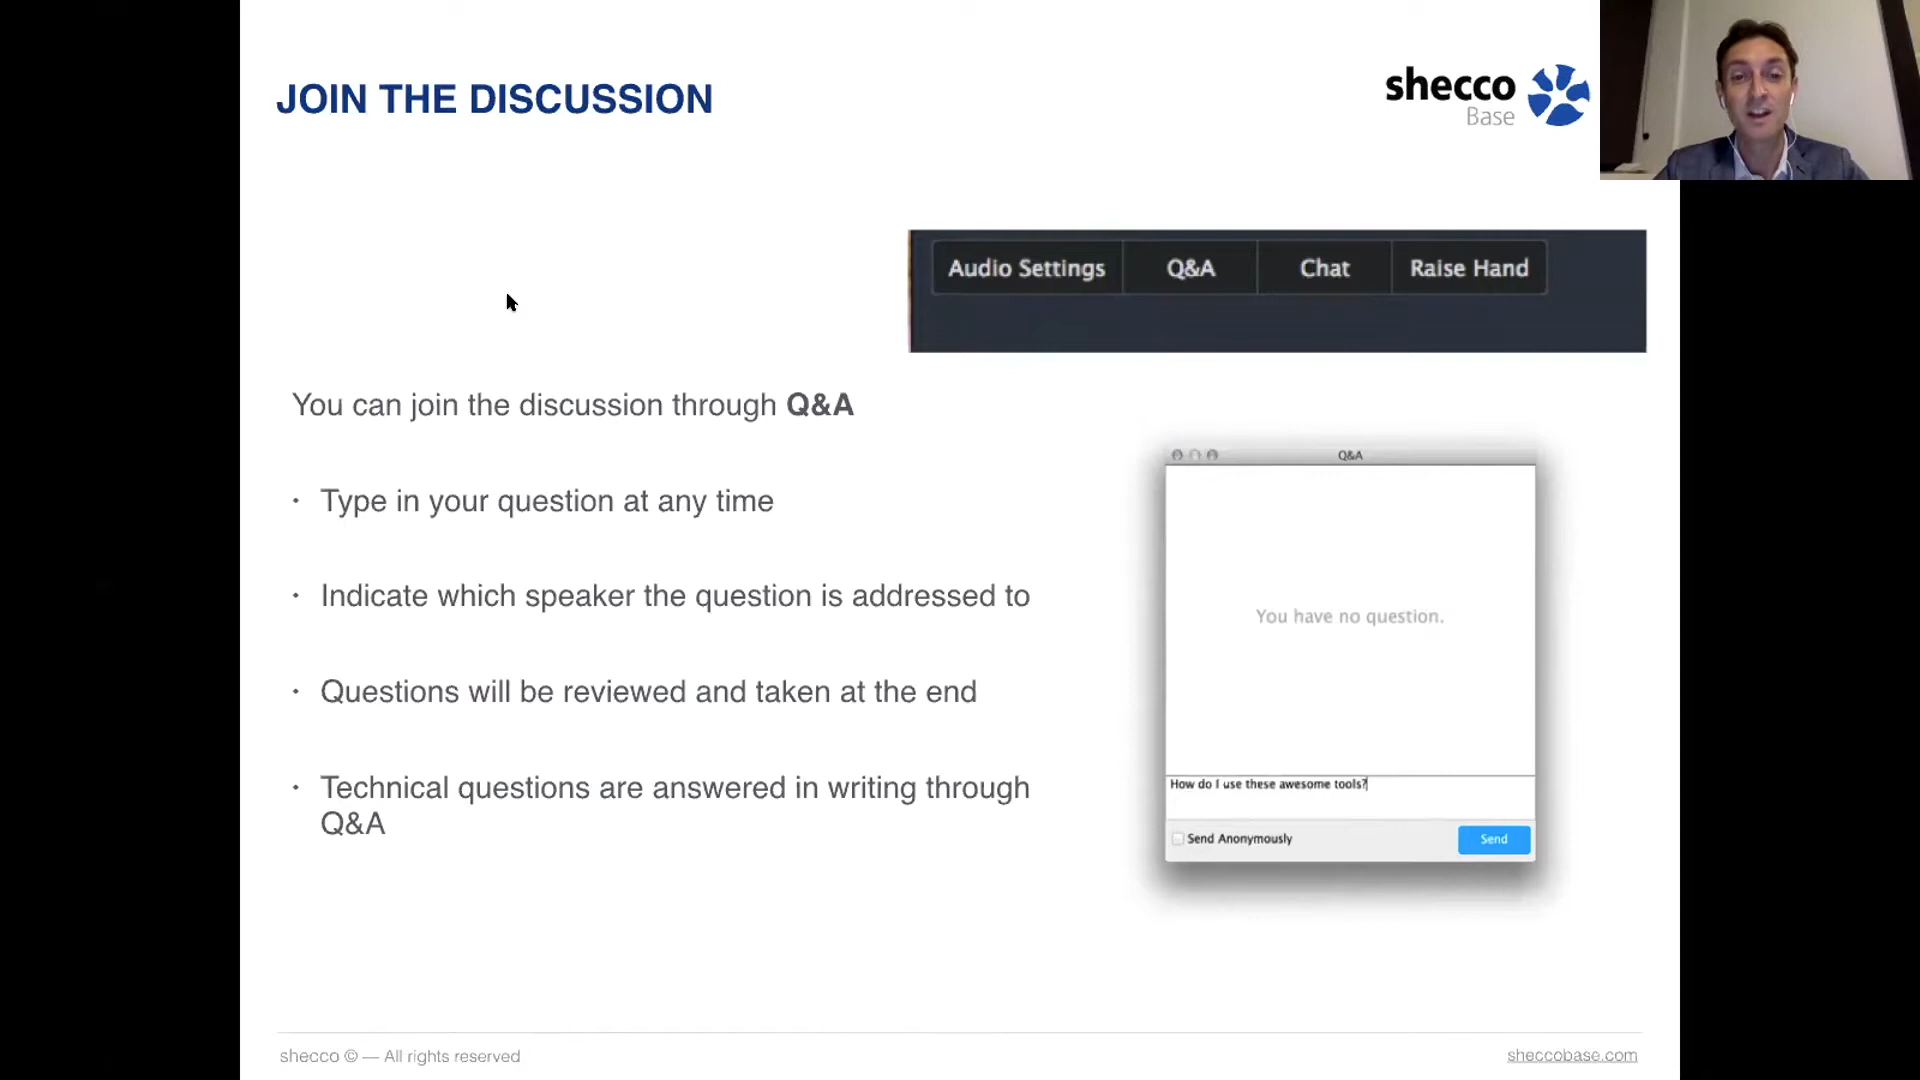 JOIN THE DISCUSSION
shecco
Base
Audio Settings Q&A Chat Raise Hand
You can join the discussion through Q&A
· Type in your question at any time
· Indicate which speaker the question is addressed to
· Questions will be reviewed and taken at the end
· Technical questions are answered in writing through
Q&A
Q&A
You have no question.
How do I use these awesome tools?
Send Anonymously Send
shecco © — All rights reserved
sheccobase.com